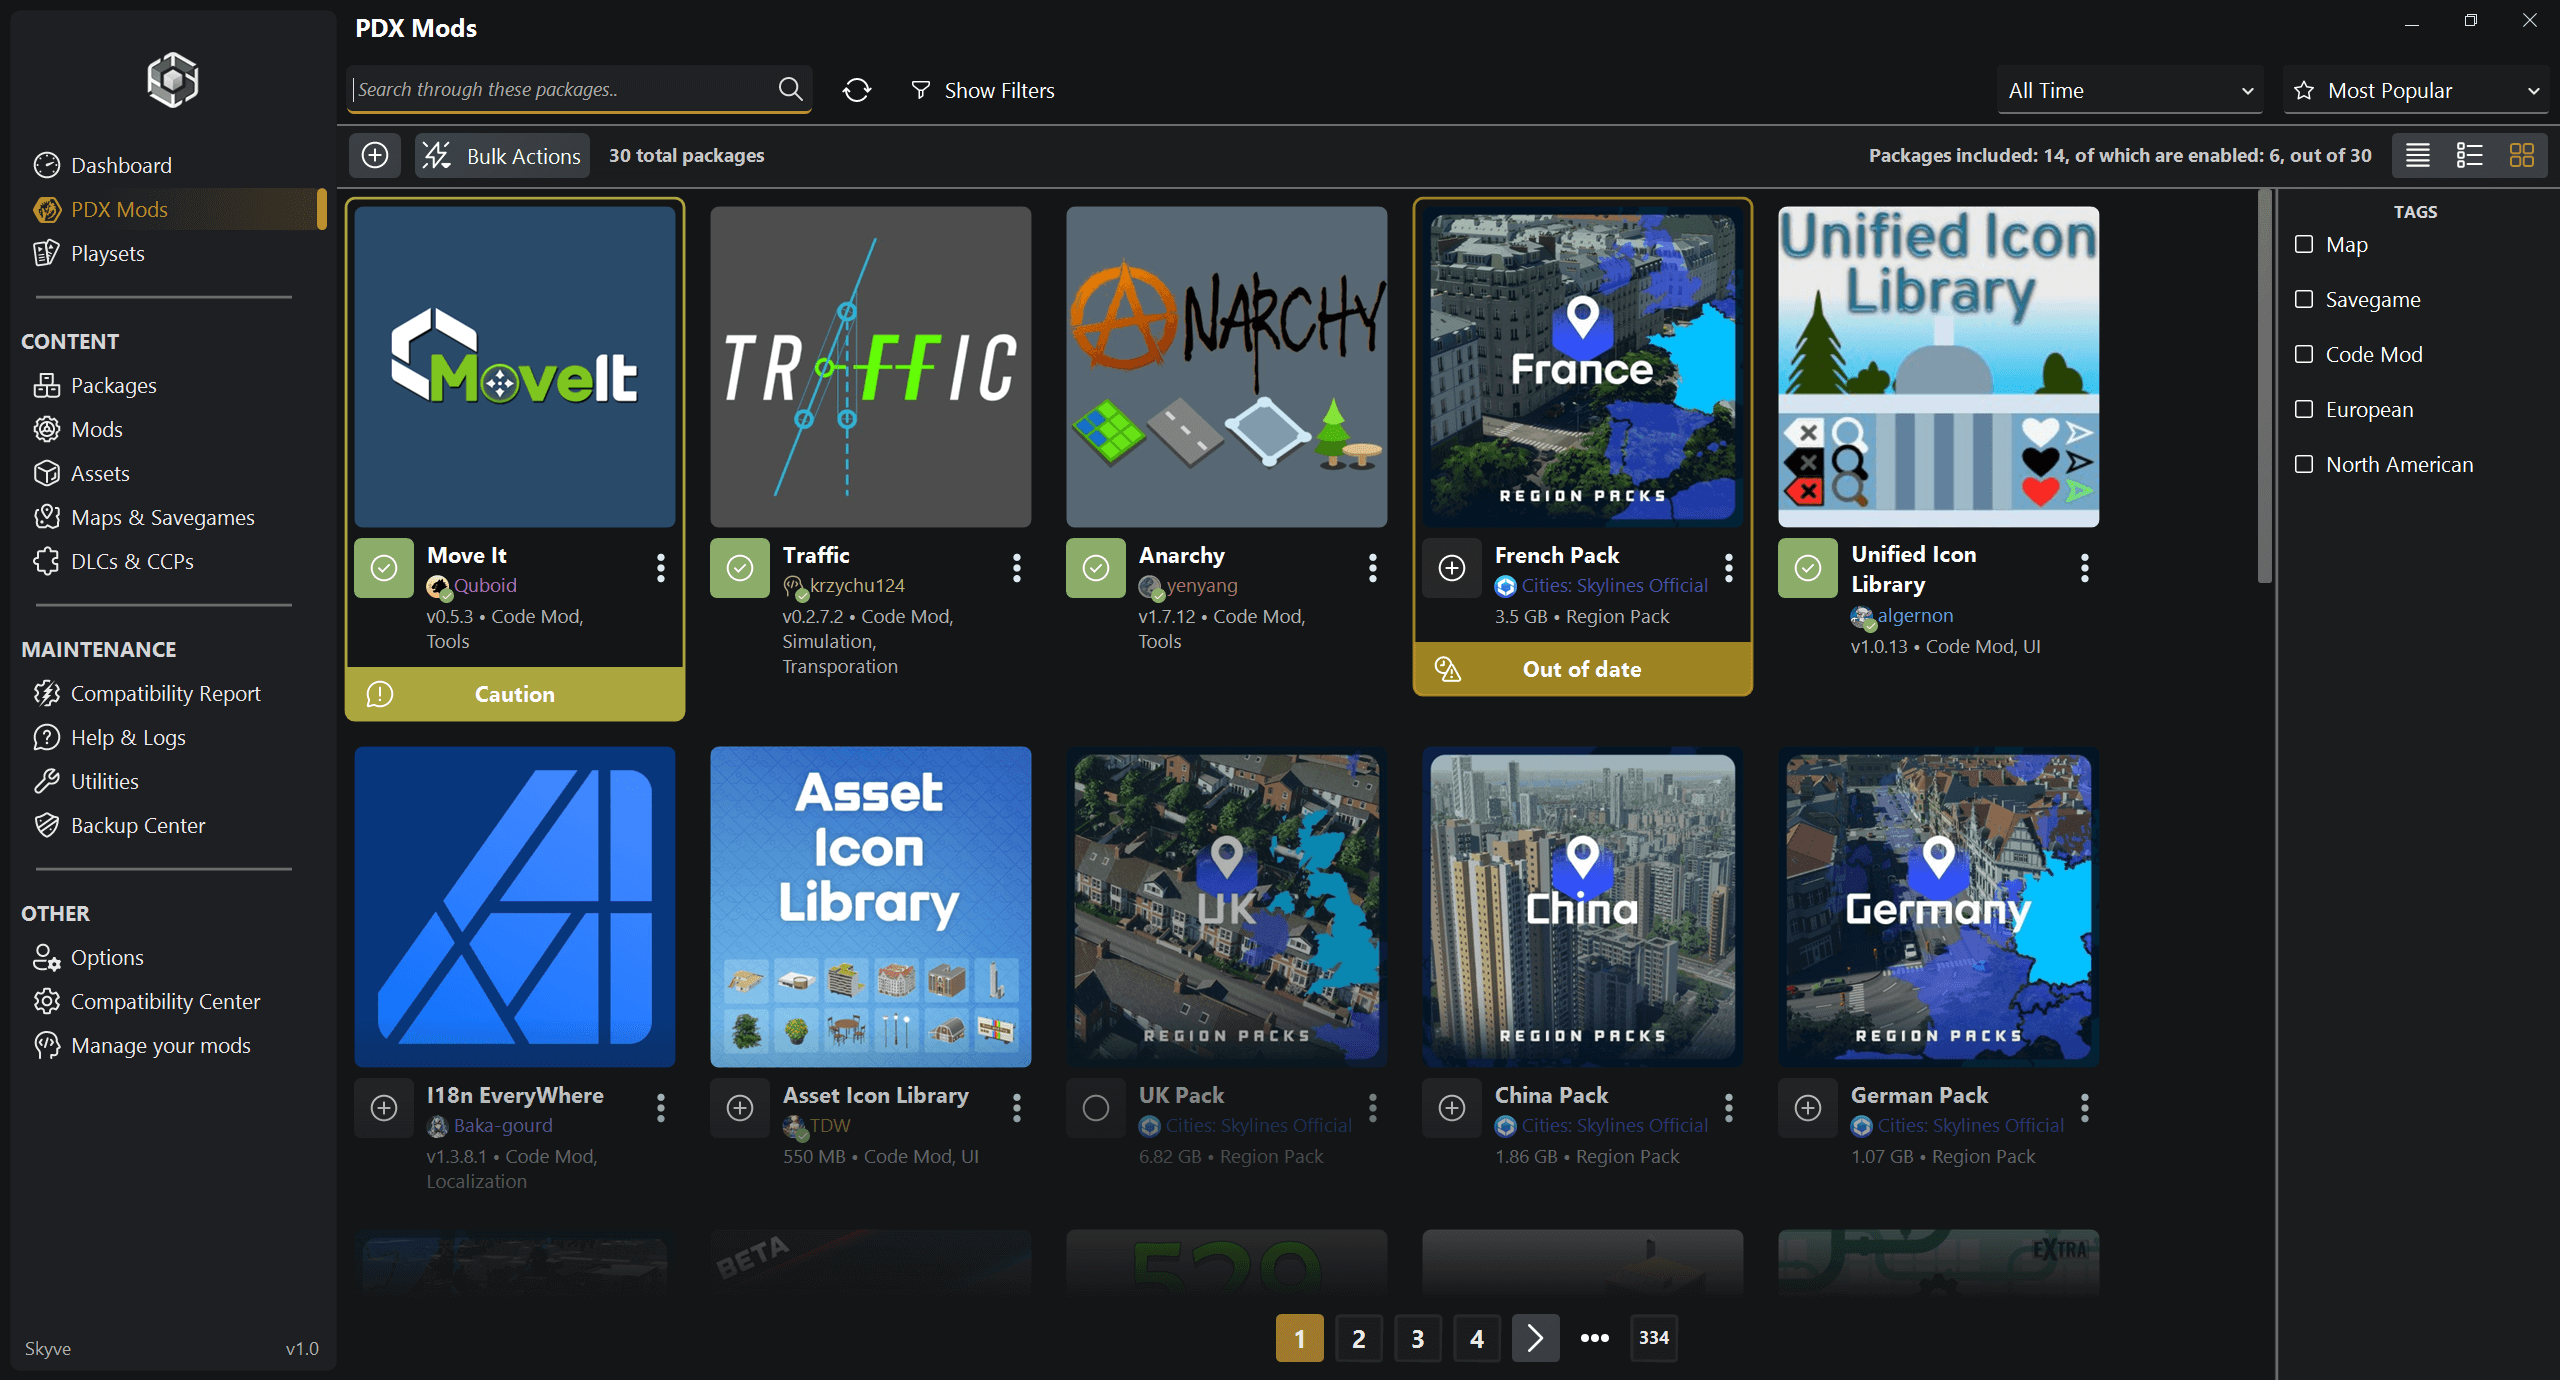 PDX Mods
Search through these packages..
Show Filters
All Time
Most Popular
Bulk Actions
30 total packages
Packages included: 14, of which are enabled: 6, out of 30
Dashboard
PDX Mods
Playsets
CONTENT
Packages
Mods
Assets
Maps & Savegames
DLCs & CCPs
MAINTENANCE
Compatibility Report
Help & Logs
Utilities
Backup Center
OTHER
Options
Compatibility Center
Manage your mods
Skyve
v1.0
MoveIt
Move It
Quboid
v0.5.3 • Code Mod,
Tools
Caution
TRAFFIC
Traffic
krzychu124
v0.2.7.2 • Code Mod,
Simulation,
Transporation
ANARCHY
Anarchy
yenyang
v1.7.12 • Code Mod,
Tools
France
REGION PACKS
French Pack
Cities: Skylines Official
3.5 GB • Region Pack
Out of date
Unified Icon
Library
Unified Icon
Library
algernon
v1.0.13 • Code Mod, UI
I18n EveryWhere
Baka-gourd
v1.3.8.1 • Code Mod,
Localization
Asset
Icon
Library
Asset Icon Library
TDW
550 MB • Code Mod, UI
UK
REGION PACKS
UK Pack
Cities: Skylines Official
6.82 GB • Region Pack
China
REGION PACKS
China Pack
Cities: Skylines Official
1.86 GB • Region Pack
Germany
REGION PACKS
German Pack
Cities: Skylines Official
1.07 GB • Region Pack
BETA
529
EXTRA
1
2
3
4
334
TAGS
Map
Savegame
Code Mod
European
North American